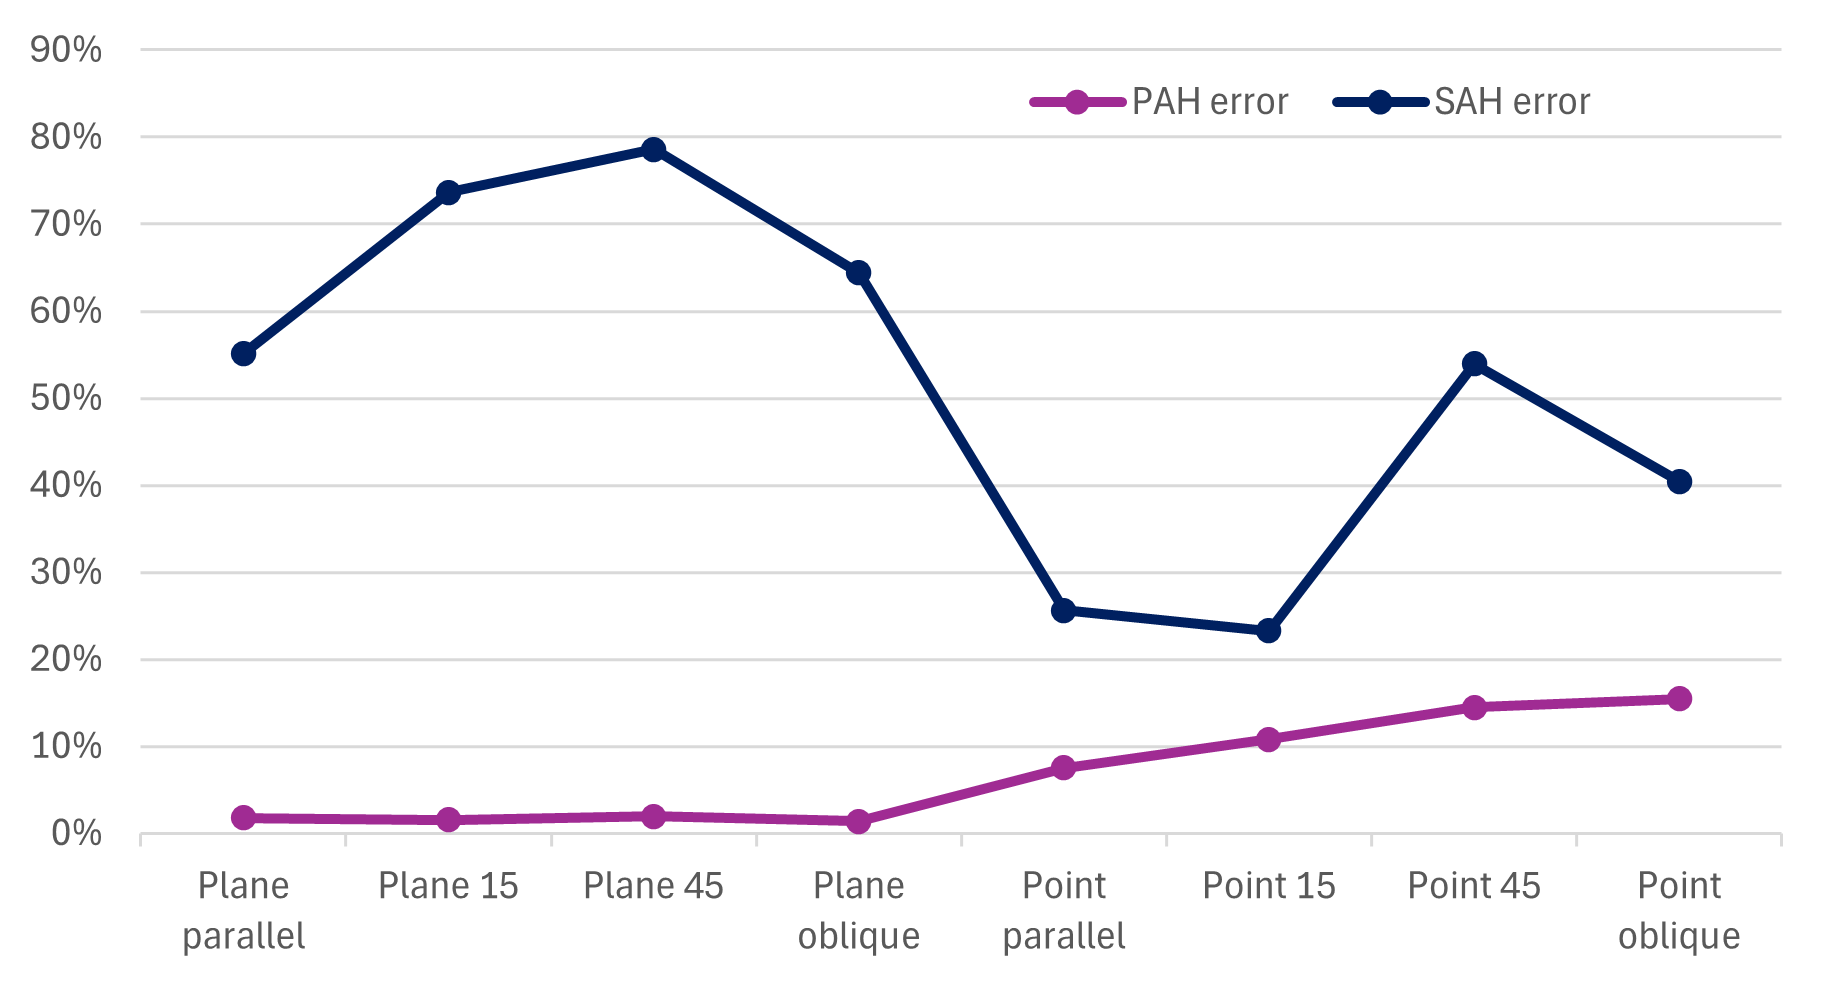 90%
PAH error SAH error
80%
70%
60%
50%
40%
30%
20%
10%
0%
Plane parallel
Plane 15
Plane 45
Plane oblique
Point parallel
Point 15
Point 45
Point oblique